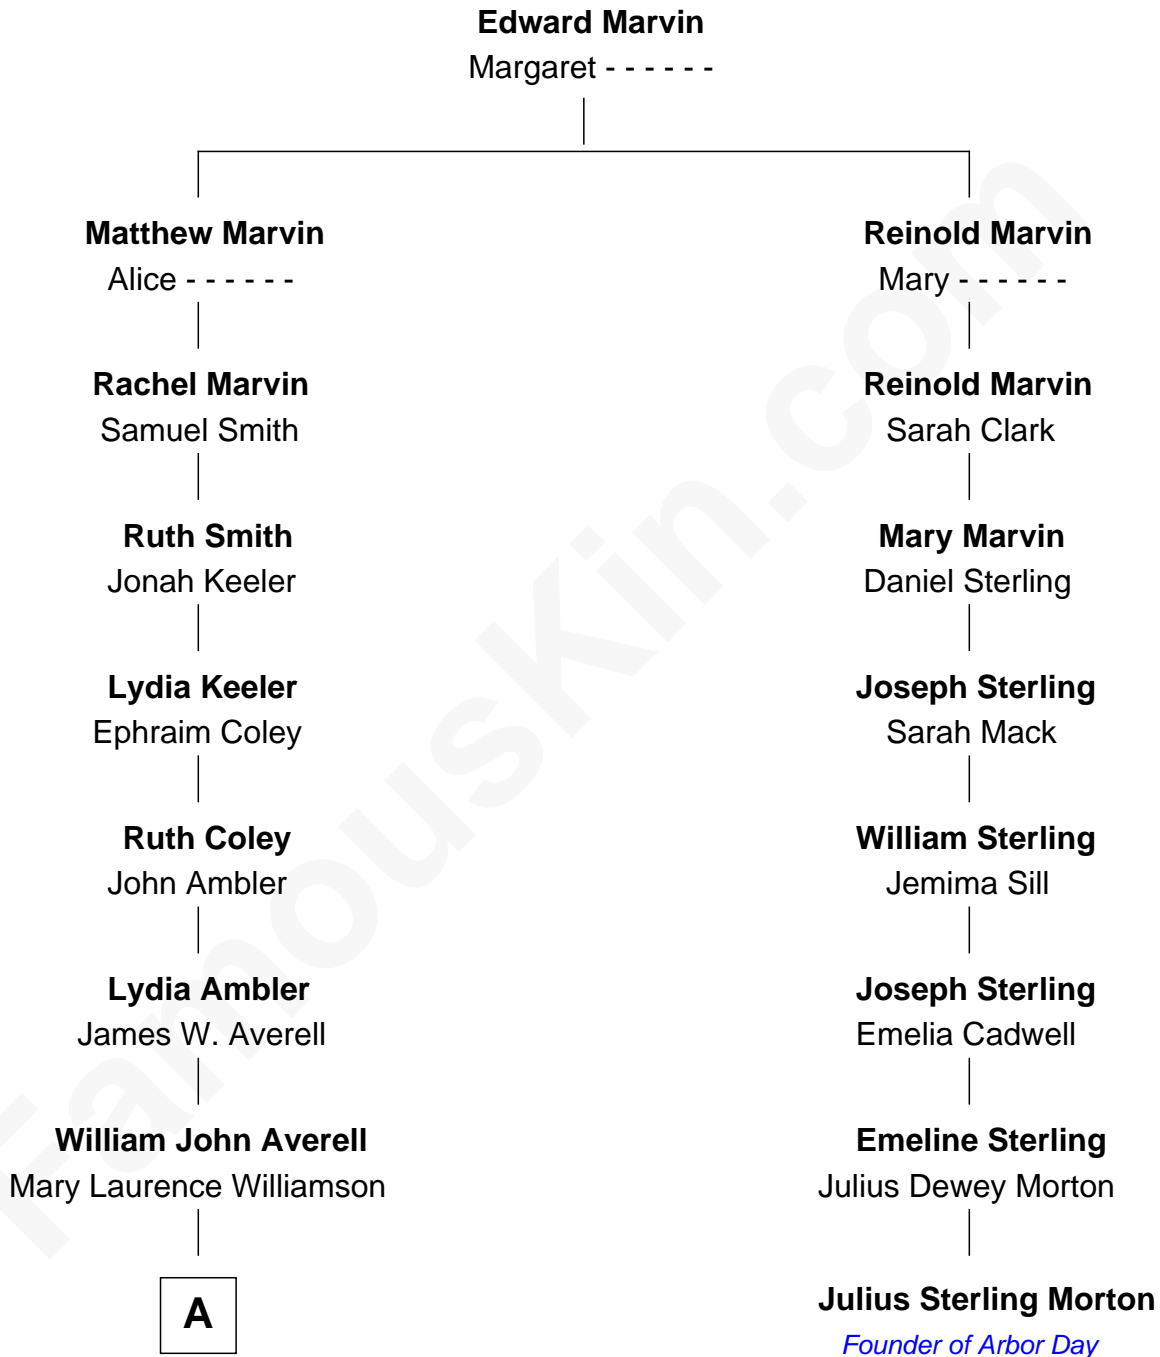 Edward Marvin
Margaret - - - - - -
Matthew Marvin
Alice - - - - - -
Rachel Marvin
Samuel Smith
Ruth Smith
Jonah Keeler
Lydia Keeler
Ephraim Coley
Ruth Coley
John Ambler
Lydia Ambler
James W. Averell
William John Averell
Mary Laurence Williamson
A
Reinold Marvin
Mary - - - - - -
Reinold Marvin
Sarah Clark
Mary Marvin
Daniel Sterling
Joseph Sterling
Sarah Mack
William Sterling
Jemima Sill
Joseph Sterling
Emelia Cadwell
Emeline Sterling
Julius Dewey Morton
Julius Sterling Morton
Founder of Arbor Day
FamousKin.com